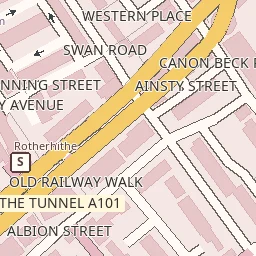 WESTERN PLACE
SWAN ROAD
CANON BECK R
NNING STREET
AINSTY STREET
Y AVENUE
Rotherhithe
S
OLD RAILWAY WALK
THE TUNNEL A101
ALBION STREET